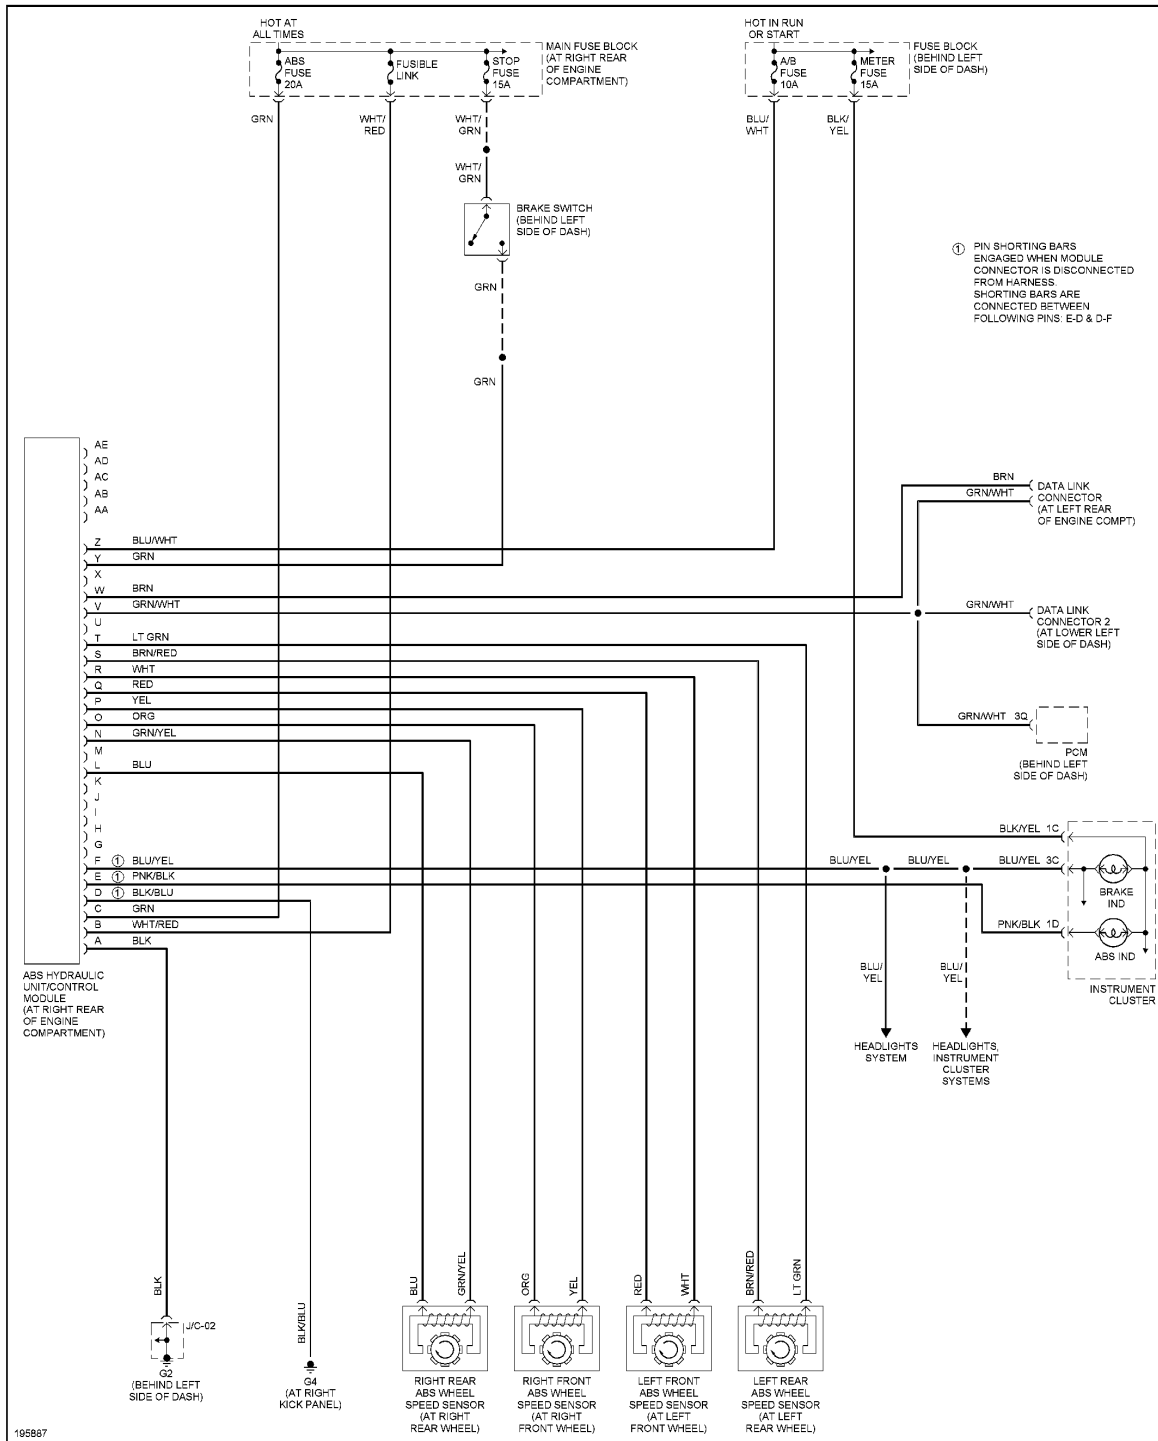 HOT AT
ALL TIMES
HOT IN RUN
OR START
ABS
FUSE
20A
FUSIBLE
LINK
STOP
FUSE
15A
MAIN FUSE BLOCK
(AT RIGHT REAR
OF ENGINE
COMPARTMENT)
A/B
FUSE
10A
METER
FUSE
15A
FUSE BLOCK
(BEHIND LEFT
SIDE OF DASH)
GRN
WHT/
RED
WHT/
GRN
BLU/
WHT
BLK/
YEL
WHT/
GRN
BRAKE SWITCH
(BEHIND LEFT
SIDE OF DASH)
1 PIN SHORTING BARS
ENGAGED WHEN MODULE
CONNECTOR IS DISCONNECTED
FROM HARNESS.
SHORTING BARS ARE
CONNECTED BETWEEN
FOLLOWING PINS: E-D & D-F
GRN
GRN
AE
AD
AC
AB
AA
Z BLU/WHT
Y GRN
X
W BRN
V GRN/WHT
U
T LT GRN
S BRN/RED
R WHT
Q RED
P YEL
O ORG
N GRN/YEL
M
L BLU
K
J
I
H
G
F 1 BLU/YEL
E 1 PNK/BLK
D 1 BLK/BLU
C GRN
B WHT/RED
A BLK
ABS HYDRAULIC
UNIT/CONTROL
MODULE
(AT RIGHT REAR
OF ENGINE
COMPARTMENT)
BRN
GRN/WHT
DATA LINK
CONNECTOR
(AT LEFT REAR
OF ENGINE COMPT)
GRN/WHT
DATA LINK
CONNECTOR 2
(AT LOWER LEFT
SIDE OF DASH)
GRN/WHT 3Q
PCM
(BEHIND LEFT
SIDE OF DASH)
BLK/YEL 1C
BLU/YEL BLU/YEL BLU/YEL 3C
BRAKE
IND
PNK/BLK 1D
ABS IND
INSTRUMENT
CLUSTER
BLU/
YEL
BLU/
YEL
HEADLIGHTS
SYSTEM
HEADLIGHTS,
INSTRUMENT
CLUSTER
SYSTEMS
BLK
BLK/BLU
BLU
GRN/YEL
ORG
YEL
RED
WHT
BRN/RED
LT GRN
J/C-02
G2
(BEHIND LEFT
SIDE OF DASH)
G4
(AT RIGHT
KICK PANEL)
RIGHT REAR
ABS WHEEL
SPEED SENSOR
(AT RIGHT
REAR WHEEL)
RIGHT FRONT
ABS WHEEL
SPEED SENSOR
(AT RIGHT
FRONT WHEEL)
LEFT FRONT
ABS WHEEL
SPEED SENSOR
(AT LEFT
FRONT WHEEL)
LEFT REAR
ABS WHEEL
SPEED SENSOR
(AT LEFT
REAR WHEEL)
195887